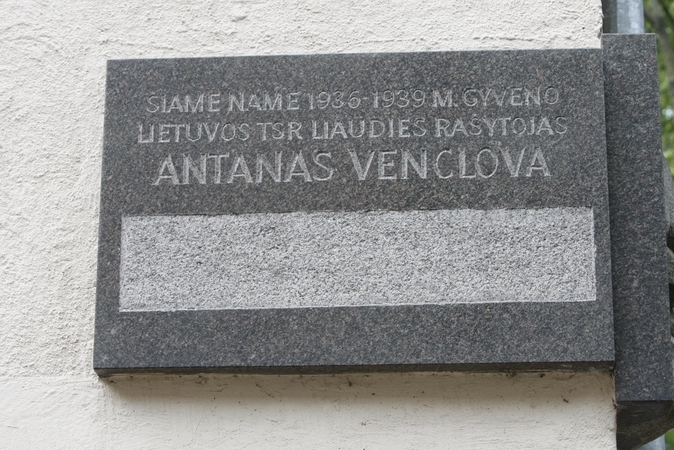 ŠIAME NAME 1936-1939 M. GYVENO
LIETUVOS TSR LIAUDIES RAŠYTOJAS
ANTANAS VENCLOVA